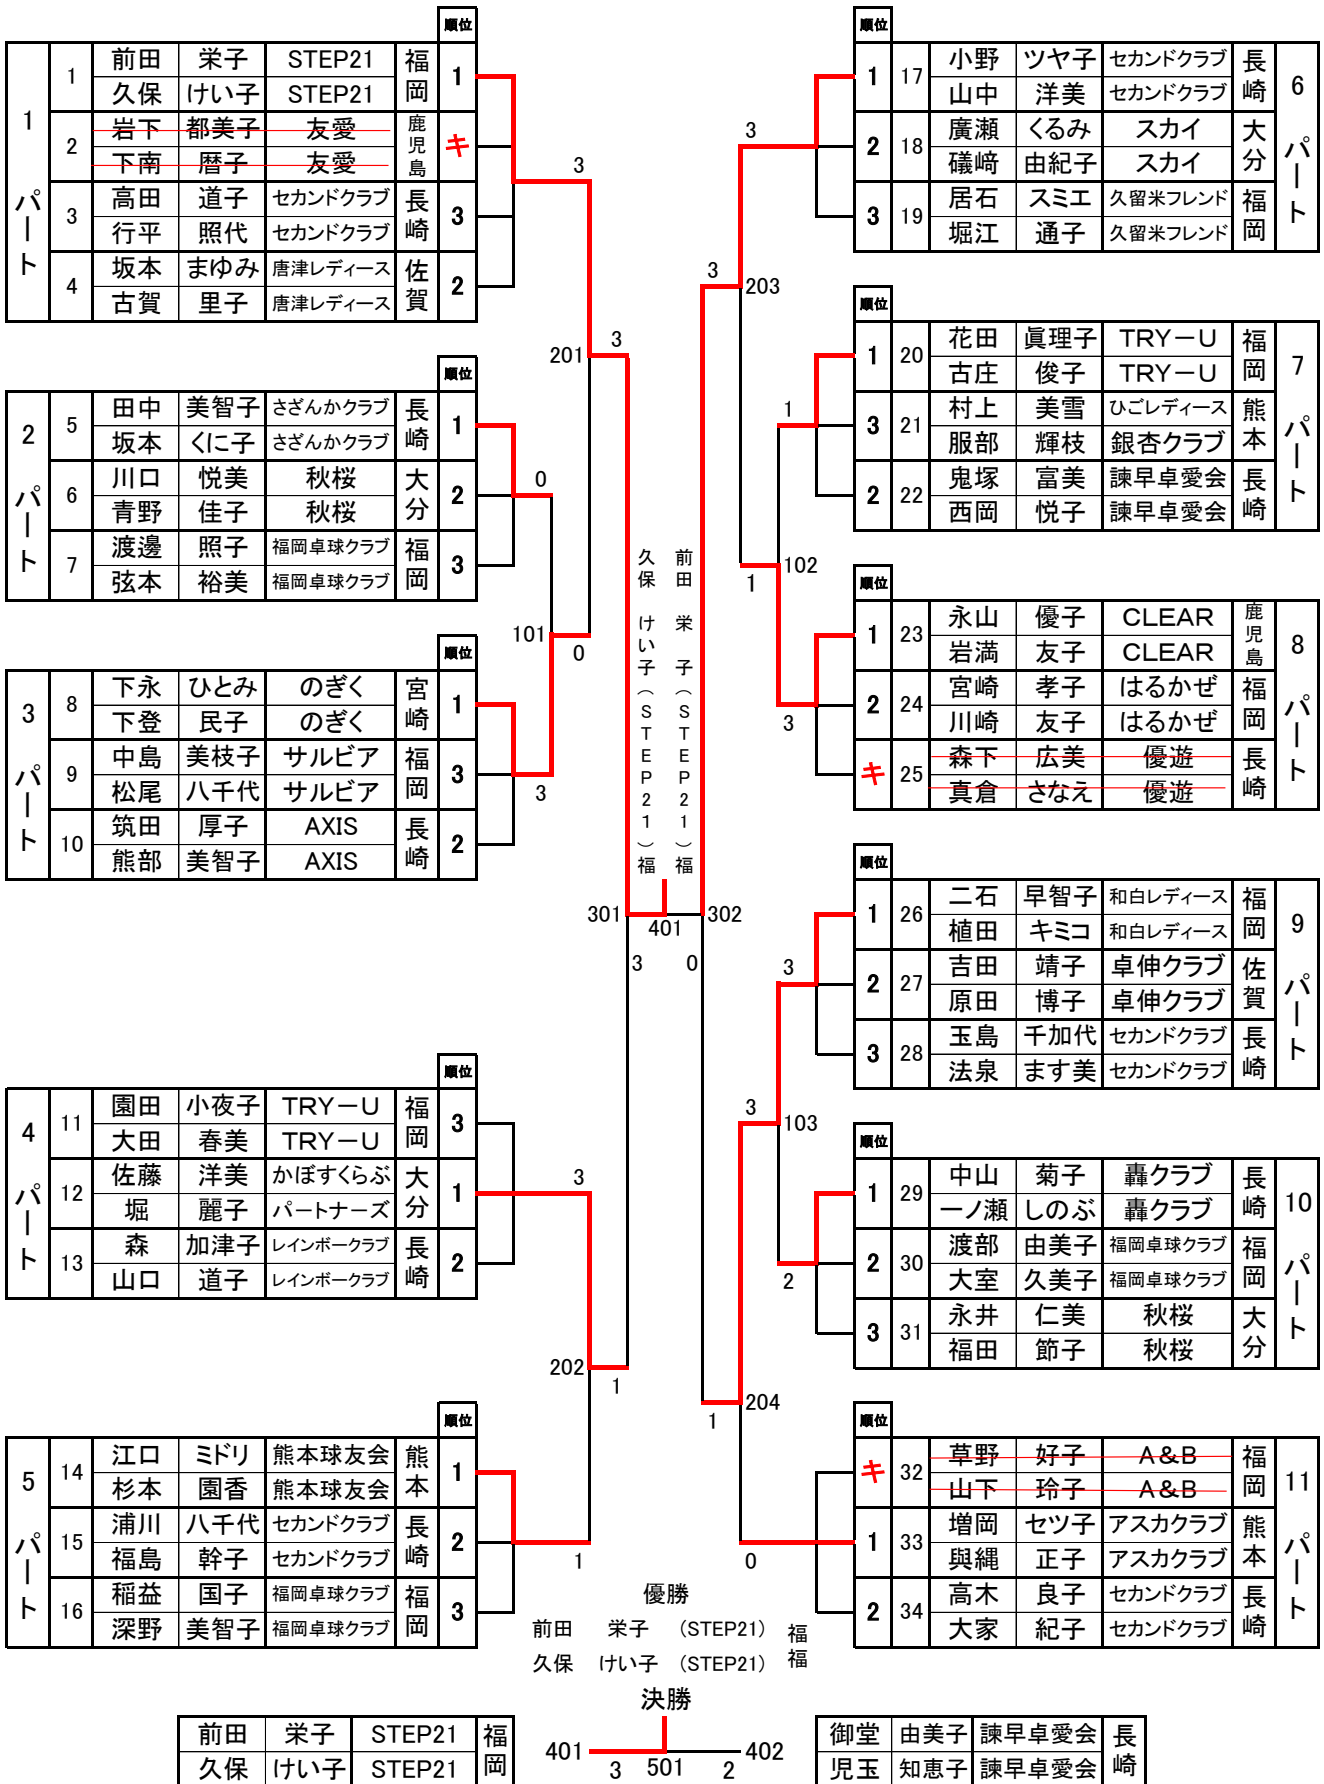 順位
1 パート
1 前田 栄子 STEP21 福岡 1
久保 けい子 STEP21
2 岩下 都美子 友愛 鹿児島 キ
下南 暦子 友愛
3 高田 道子 セカンドクラブ 長崎 3
行平 照代 セカンドクラブ
4 坂本 まゆみ 唐津レディース 佐賀 2
古賀 里子 唐津レディース
順位
2 パート
5 田中 美智子 さざんかクラブ 長崎 1
坂本 くに子 さざんかクラブ
6 川口 悦美 秋桜 大分 2
青野 佳子 秋桜
7 渡邊 照子 福岡卓球クラブ 福岡 3
弦本 裕美 福岡卓球クラブ
順位
3 パート
8 下永 ひとみ のぎく 宮崎 1
下登 民子 のぎく
9 中島 美枝子 サルビア 福岡 3
松尾 八千代 サルビア
10 筑田 厚子 AXIS 長崎 2
熊部 美智子 AXIS
順位
4 パート
11 園田 小夜子 TRY－U 福岡 3
大田 春美 TRY－U
12 佐藤 洋美 かぼすくらぶ 大分 1
堀 麗子 パートナーズ
13 森 加津子 レインボークラブ 長崎 2
山口 道子 レインボークラブ
順位
5 パート
14 江口 ミドリ 熊本球友会 熊本 1
杉本 園香 熊本球友会
15 浦川 八千代 セカンドクラブ 長崎 2
福島 幹子 セカンドクラブ
16 稲益 国子 福岡卓球クラブ 福岡 3
深野 美智子 福岡卓球クラブ
3
201
3
0
101
0
3
301
3
3
202
1
1
久保 けい子（STEP21）福
前田 栄子（STEP21）福
401
3
203
3
1
102
1
3
302
0
3
3
103
2
204
1
0
順位
6 パート
1 17 小野 ツヤ子 セカンドクラブ 長崎
山中 洋美 セカンドクラブ
2 18 廣瀬 くるみ スカイ 大分
礒﨑 由紀子 スカイ
3 19 居石 スミエ 久留米フレンド 福岡
堀江 通子 久留米フレンド
順位
7 パート
1 20 花田 眞理子 TRY－U 福岡
古庄 俊子 TRY－U
3 21 村上 美雪 ひごレディース 熊本
服部 輝枝 銀杏クラブ
2 22 鬼塚 富美 諫早卓愛会 長崎
西岡 悦子 諫早卓愛会
順位
8 パート
1 23 永山 優子 CLEAR 鹿児島
岩満 友子 CLEAR
2 24 宮崎 孝子 はるかぜ 福岡
川崎 友子 はるかぜ
キ 25 森下 広美 優遊 長崎
真倉 さなえ 優遊
順位
9 パート
1 26 二石 早智子 和白レディース 福岡
植田 キミコ 和白レディース
2 27 吉田 靖子 卓伸クラブ 佐賀
原田 博子 卓伸クラブ
3 28 玉島 千加代 セカンドクラブ 長崎
法泉 ます美 セカンドクラブ
順位
10 パート
1 29 中山 菊子 轟クラブ 長崎
一ノ瀬 しのぶ 轟クラブ
2 30 渡部 由美子 福岡卓球クラブ 福岡
大室 久美子 福岡卓球クラブ
3 31 永井 仁美 秋桜 大分
福田 節子 秋桜
順位
11 パート
キ 32 草野 好子 A&B 福岡
山下 玲子 A&B
1 33 増岡 セツ子 アスカクラブ 熊本
與縄 正子 アスカクラブ
2 34 高木 良子 セカンドクラブ 長崎
大家 紀子 セカンドクラブ
優勝
前田 栄子 (STEP21) 福
久保 けい子 (STEP21) 福
決勝
前田 栄子 STEP21 福岡
久保 けい子 STEP21
401 3 501 2 402
御堂 由美子 諫早卓愛会 長崎
児玉 知恵子 諫早卓愛会